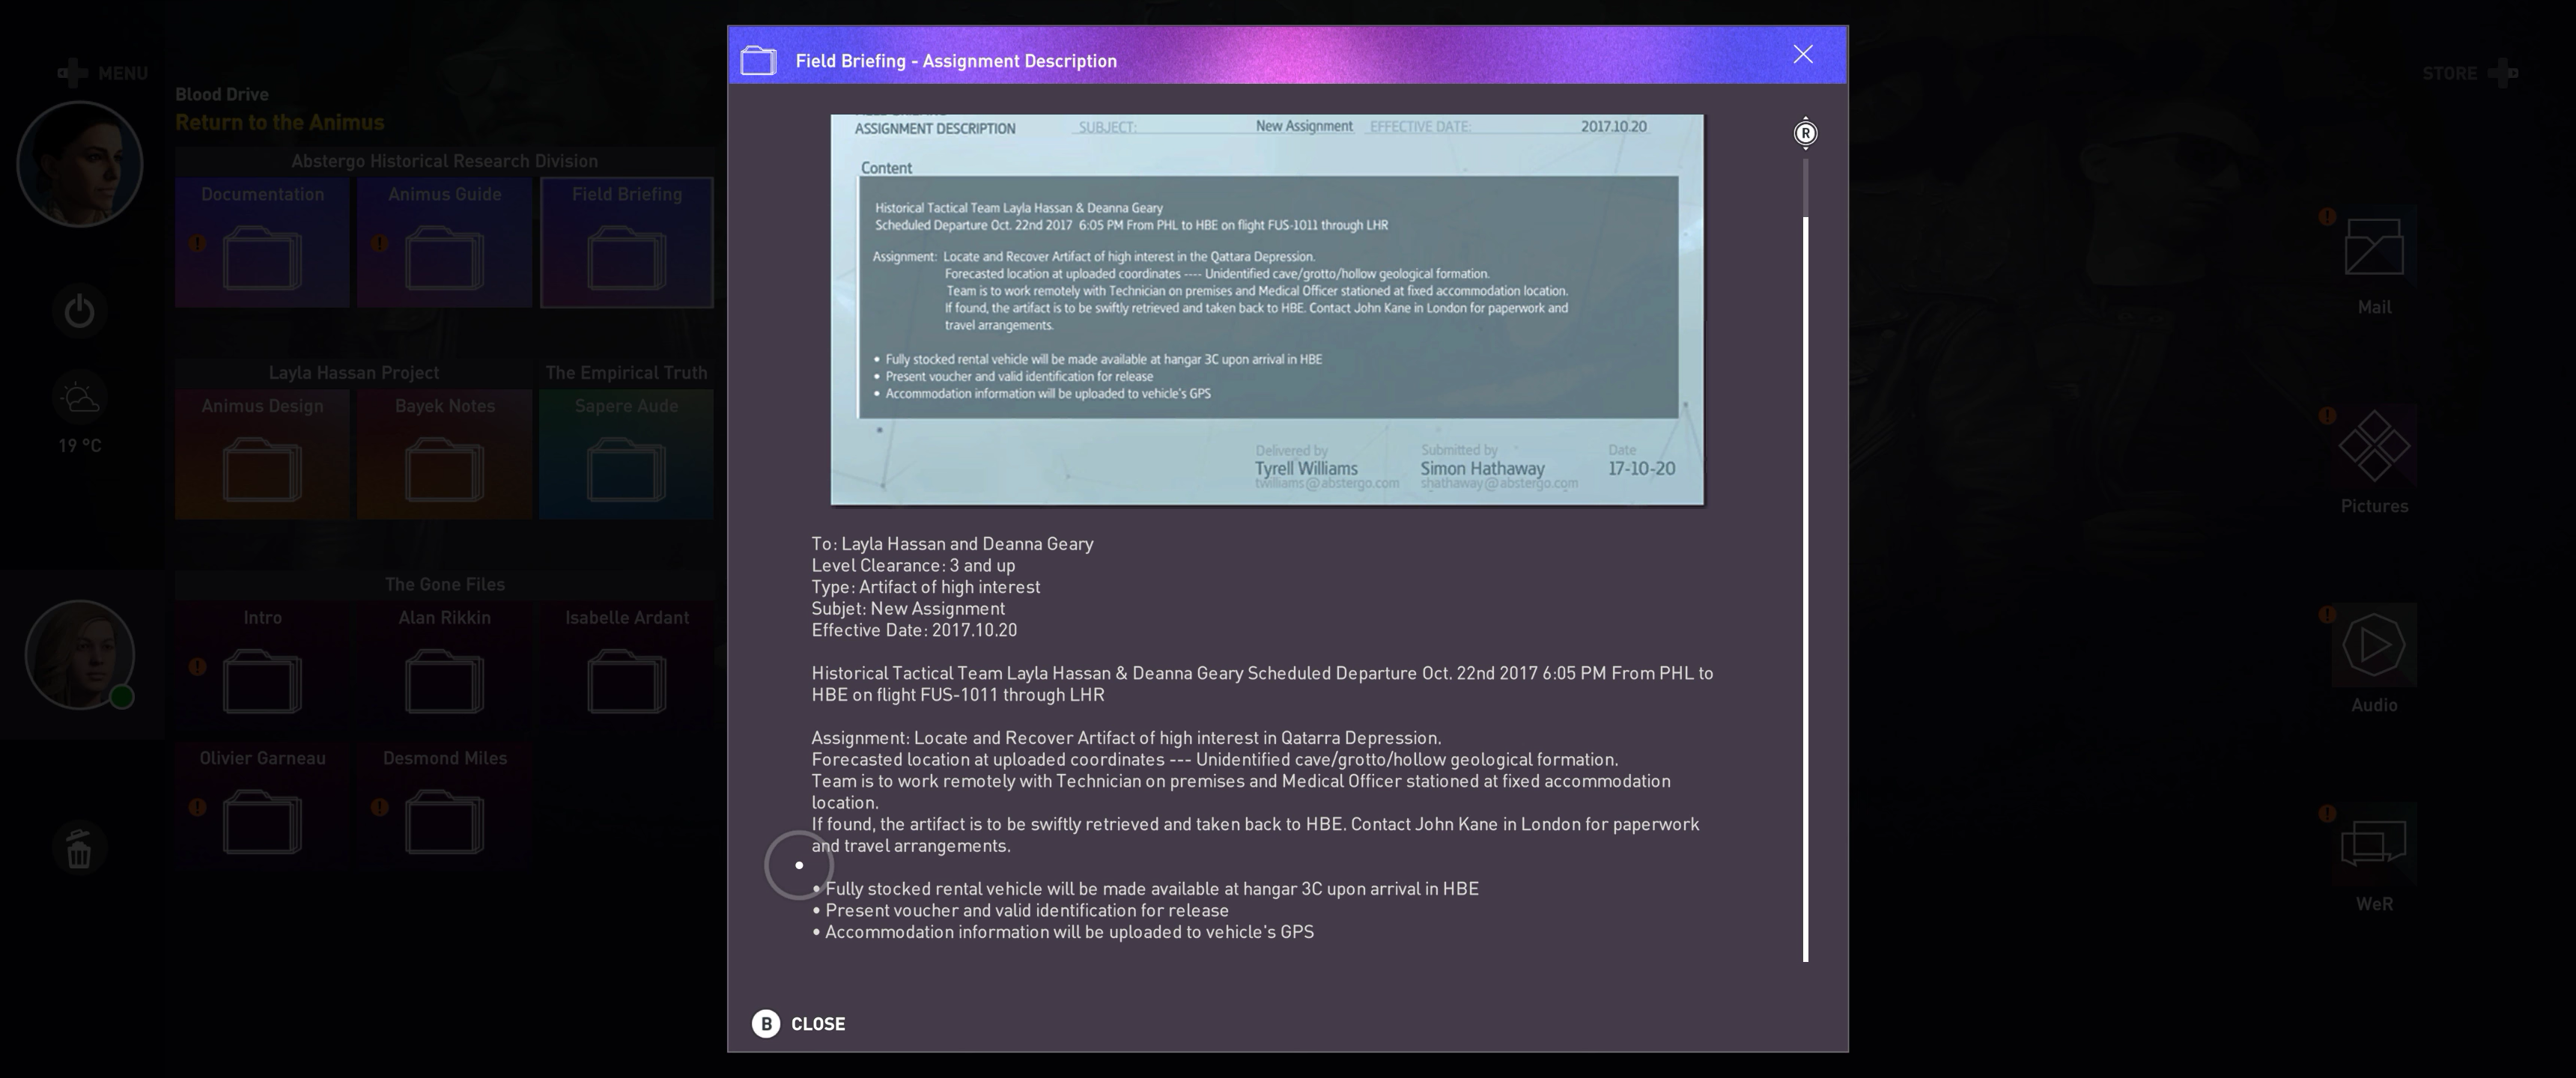 MENU
STORE
Blood Drive
Return to the Animus
Abstergo Historical Research Division
Documentation
Animus Guide
Field Briefing
19 °C
Layla Hassan Project
The Empirical Truth
Animus Design
Bayek Notes
Sapere Aude
The Gone Files
Intro
Alan Rikkin
Isabelle Ardant
Olivier Garneau
Desmond Miles
Field Briefing - Assignment Description
R
ASSIGNMENT DESCRIPTION SUBJECT: New Assignment EFFECTIVE DATE: 2017.10.20
Content
Historical Tactical Team Layla Hassan & Deanna Geary
Scheduled Departure Oct. 22nd 2017 6:05 PM From PHL to HBE on flight FUS-1011 through LHR
Assignment: Locate and Recover Artifact of high interest in the Qattara Depression.
Forecasted location at uploaded coordinates ---- Unidentified cave/grotto/hollow geological formation.
Team is to work remotely with Technician on premises and Medical Officer stationed at fixed accommodation location.
If found, the artifact is to be swiftly retrieved and taken back to HBE. Contact John Kane in London for paperwork and
travel arrangements.
• Fully stocked rental vehicle will be made available at hangar 3C upon arrival in HBE
• Present voucher and valid identification for release
• Accommodation information will be uploaded to vehicle's GPS
Delivered by Submitted by Date
Tyrell Williams Simon Hathaway 17-10-20
twilliams@abstergo.com shathaway@abstergo.com
To: Layla Hassan and Deanna Geary
Level Clearance: 3 and up
Type: Artifact of high interest
Subjet: New Assignment
Effective Date: 2017.10.20
Historical Tactical Team Layla Hassan & Deanna Geary Scheduled Departure Oct. 22nd 2017 6:05 PM From PHL to
HBE on flight FUS-1011 through LHR
Assignment: Locate and Recover Artifact of high interest in Qatarra Depression.
Forecasted location at uploaded coordinates --- Unidentified cave/grotto/hollow geological formation.
Team is to work remotely with Technician on premises and Medical Officer stationed at fixed accommodation
location.
If found, the artifact is to be swiftly retrieved and taken back to HBE. Contact John Kane in London for paperwork
and travel arrangements.
• Fully stocked rental vehicle will be made available at hangar 3C upon arrival in HBE
• Present voucher and valid identification for release
• Accommodation information will be uploaded to vehicle's GPS
B CLOSE
Mail
Pictures
Audio
WeR